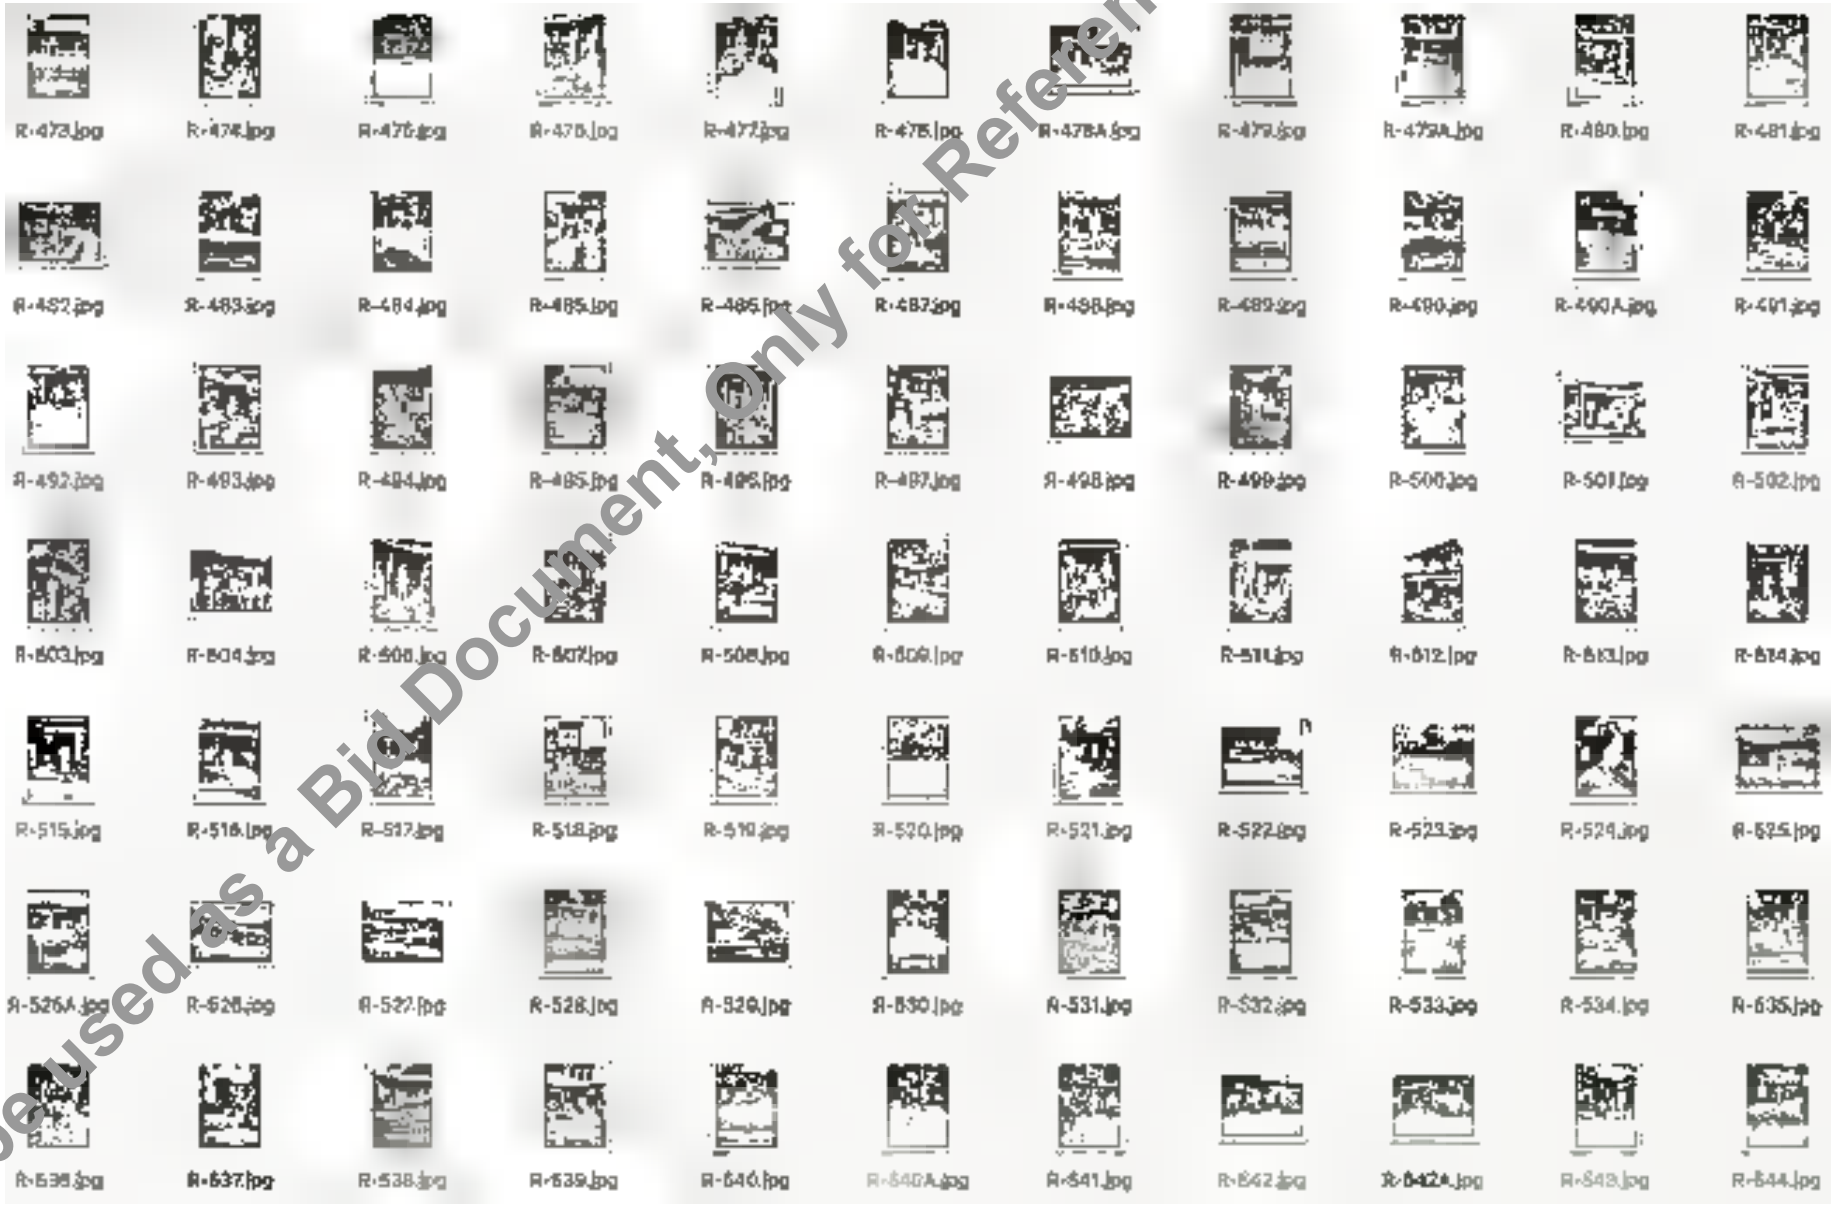 R-473.jpg R-474.jpg R-475.jpg R-476.jpg R-477.jpg R-478.jpg R-478A.jpg R-479.jpg R-479A.jpg R-480.jpg R-481.jpg
R-482.jpg R-483.jpg R-484.jpg R-485.jpg R-486.jpg R-487.jpg R-488.jpg R-489.jpg R-490.jpg R-490A.jpg R-491.jpg
R-492.jpg R-493.jpg R-494.jpg R-495.jpg R-496.jpg R-497.jpg R-498.jpg R-499.jpg R-500.jpg R-501.jpg R-502.jpg
R-503.jpg R-504.jpg R-506.jpg R-507.jpg R-508.jpg R-509.jpg R-510.jpg R-511.jpg R-512.jpg R-513.jpg R-514.jpg
R-515.jpg R-516.jpg R-517.jpg R-518.jpg R-519.jpg R-520.jpg R-521.jpg R-522.jpg R-523.jpg R-524.jpg R-525.jpg
R-526.jpg R-527.jpg R-528.jpg R-529.jpg R-530.jpg R-531.jpg R-532.jpg R-533.jpg R-534.jpg R-535.jpg
R-536.jpg R-537.jpg R-538.jpg R-539.jpg R-540.jpg R-540A.jpg R-541.jpg R-542.jpg R-542A.jpg R-543.jpg R-544.jpg
be used as a Bid Document, Only for Referen